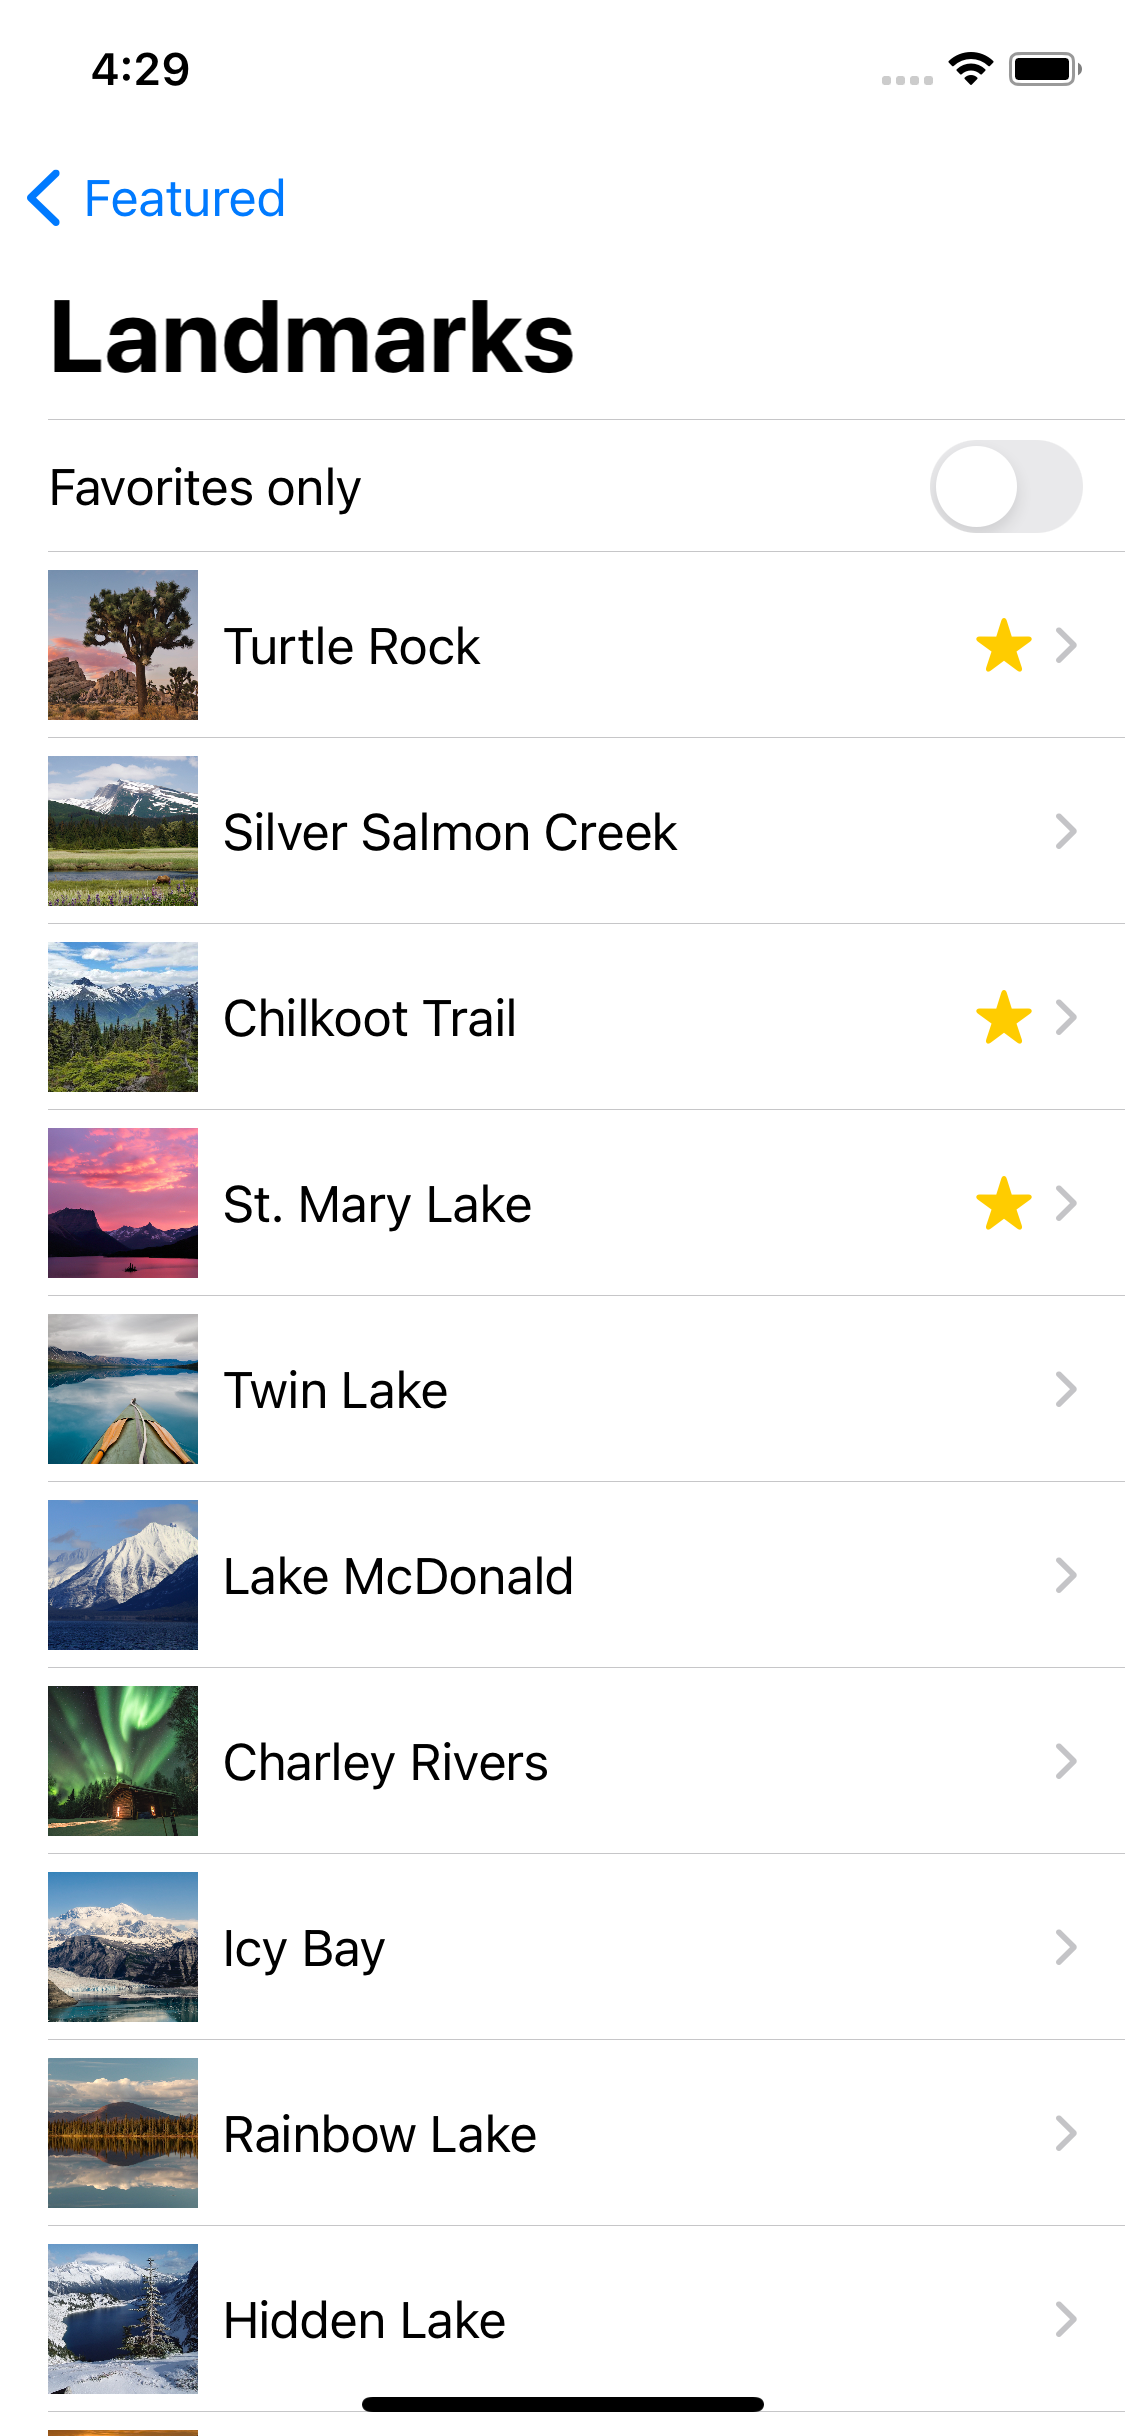 4:29
Featured
Landmarks
Favorites only
Turtle Rock
Silver Salmon Creek
Chilkoot Trail
St. Mary Lake
Twin Lake
Lake McDonald
Charley Rivers
Icy Bay
Rainbow Lake
Hidden Lake